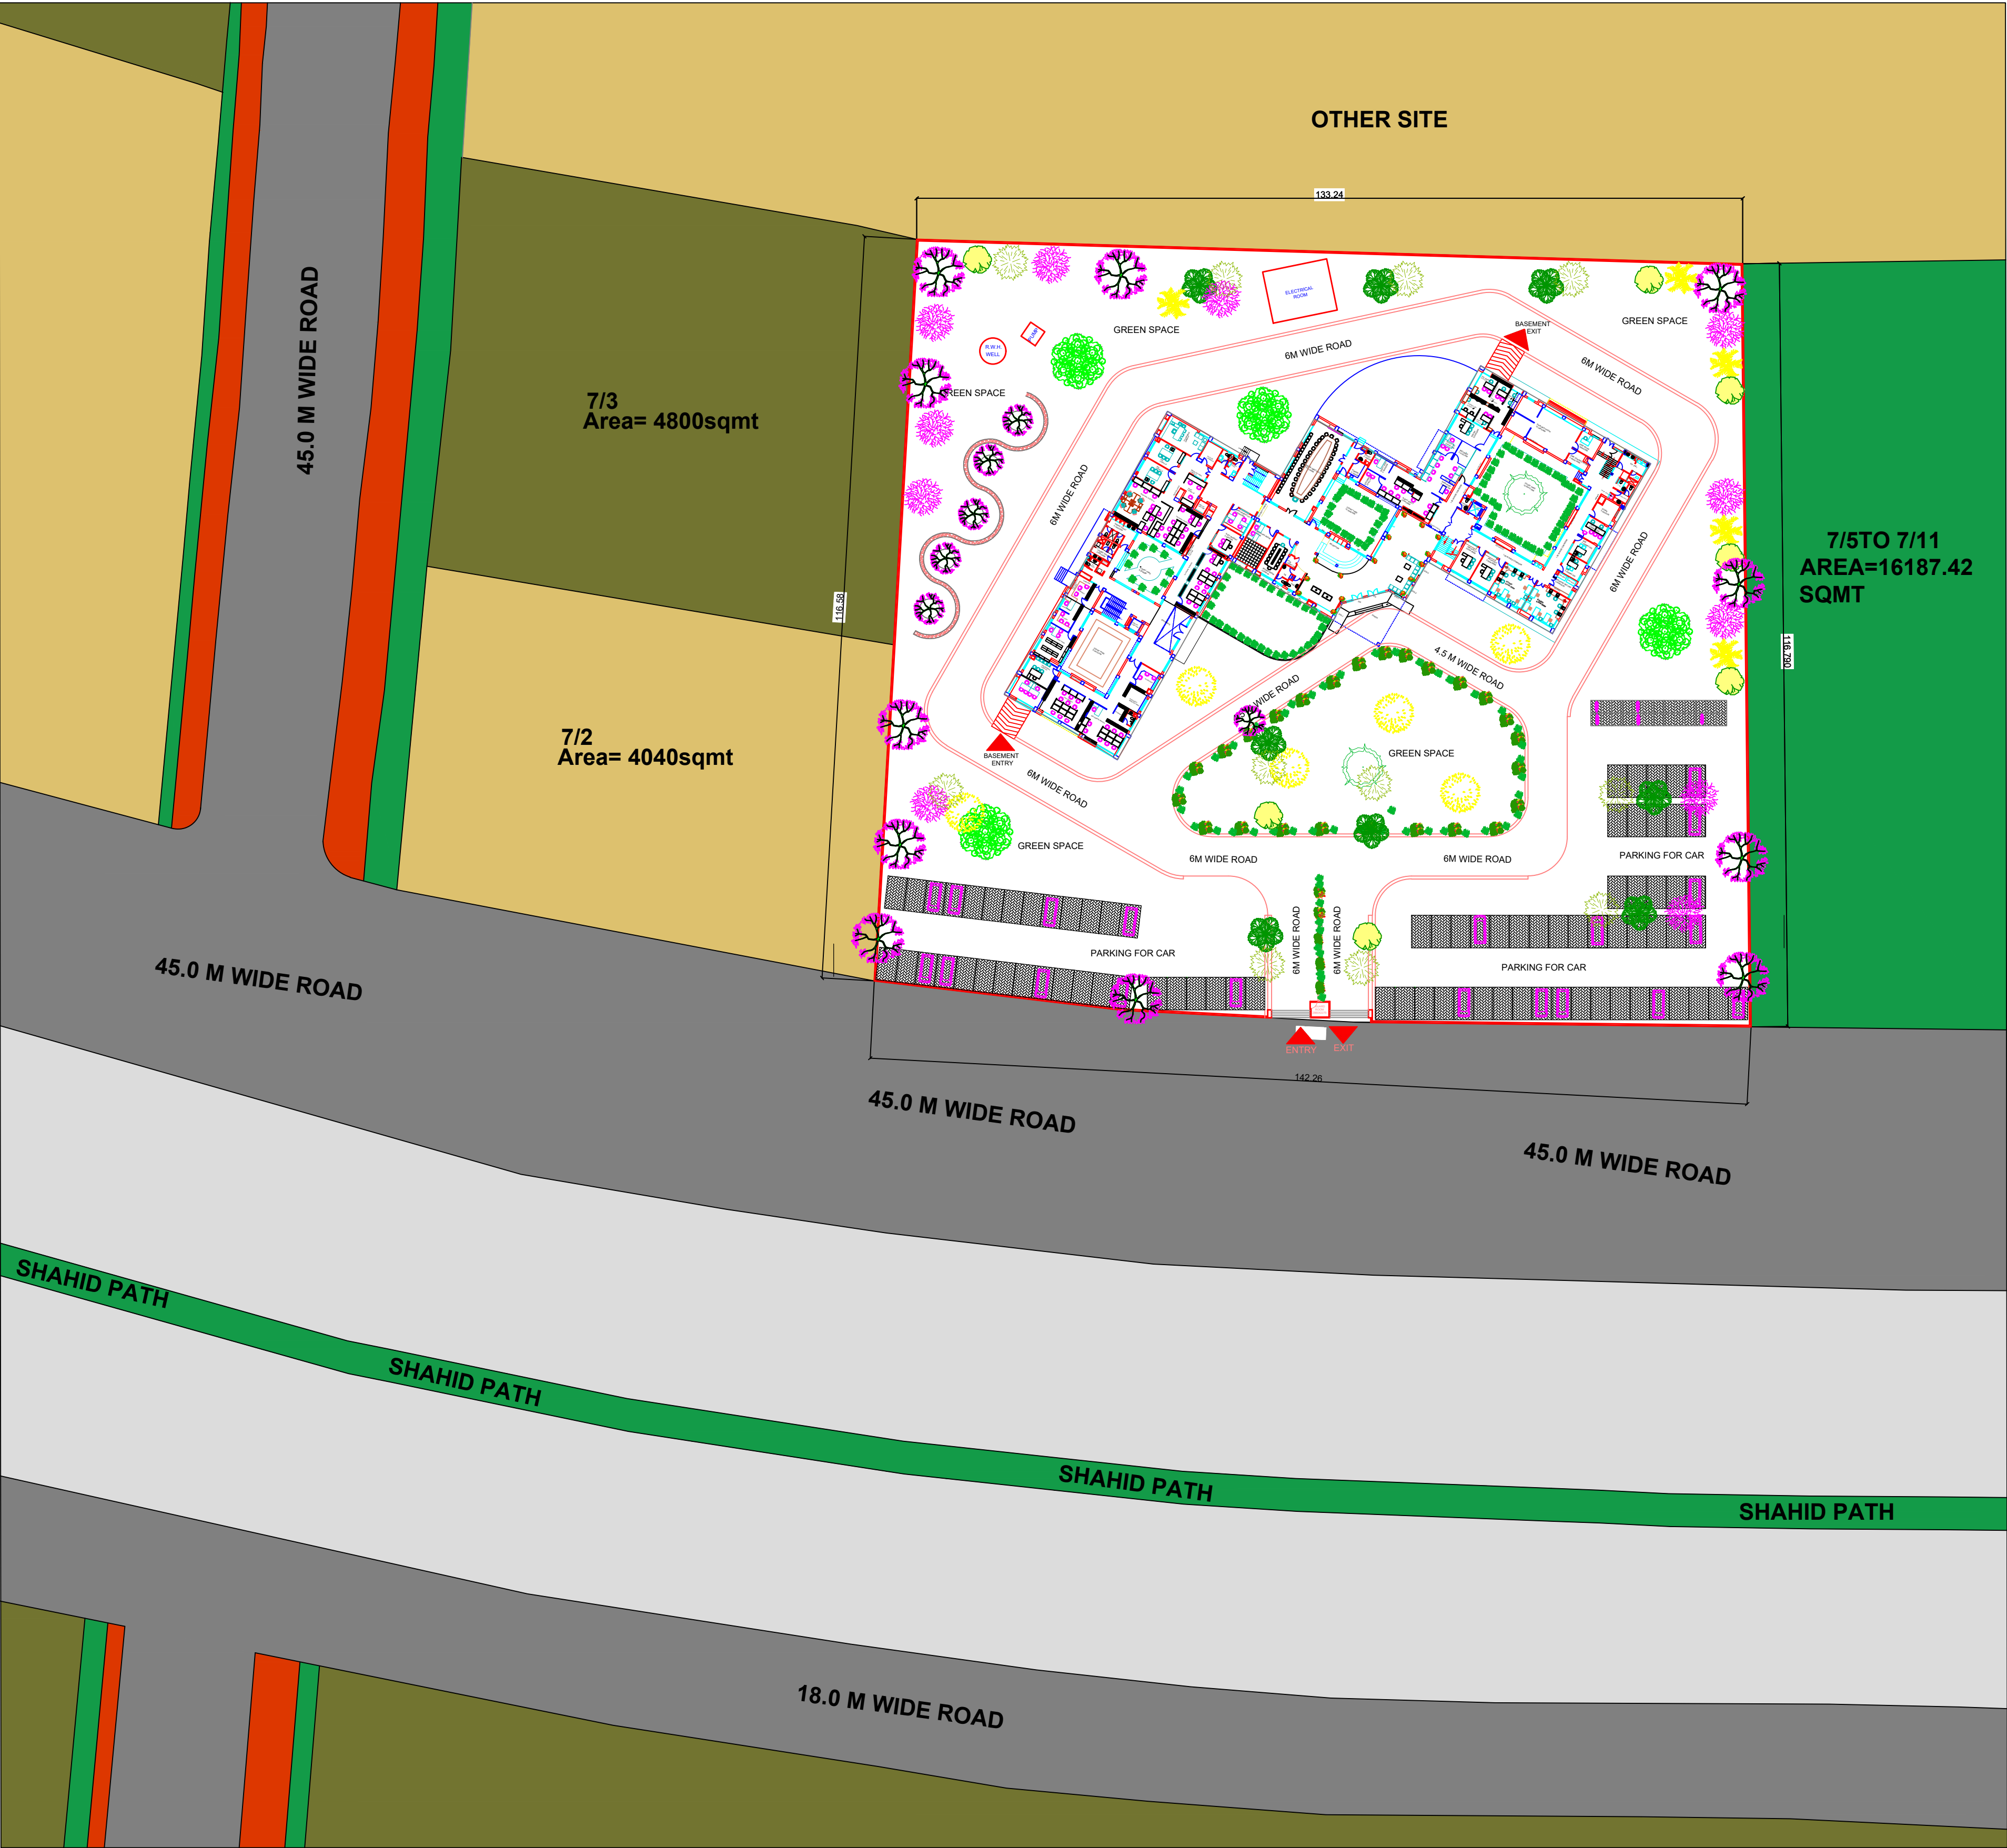 OTHER SITE
133.24
45.0 M WIDE ROAD
ELECTRICAL
ROOM
GREEN SPACE
GREEN SPACE
BASEMENT
EXIT
PUMP
R.W.H.
WELL
6M WIDE ROAD
6M WIDE ROAD
GREEN SPACE
7/3
Area= 4800sqmt
6M WIDE ROAD
6M WIDE ROAD
7/5TO 7/11
AREA=16187.42
SQMT
116.58
116.790
4.5 M WIDE ROAD
WIDE ROAD
7/2
Area= 4040sqmt
BASEMENT
ENTRY
GREEN SPACE
6M WIDE ROAD
GREEN SPACE
6M WIDE ROAD
6M WIDE ROAD
PARKING FOR CAR
6M WIDE ROAD
6M WIDE ROAD
PARKING FOR CAR
PARKING FOR CAR
45.0 M WIDE ROAD
ENTRY
EXIT
142.26
45.0 M WIDE ROAD
45.0 M WIDE ROAD
SHAHID PATH
SHAHID PATH
SHAHID PATH
SHAHID PATH
18.0 M WIDE ROAD